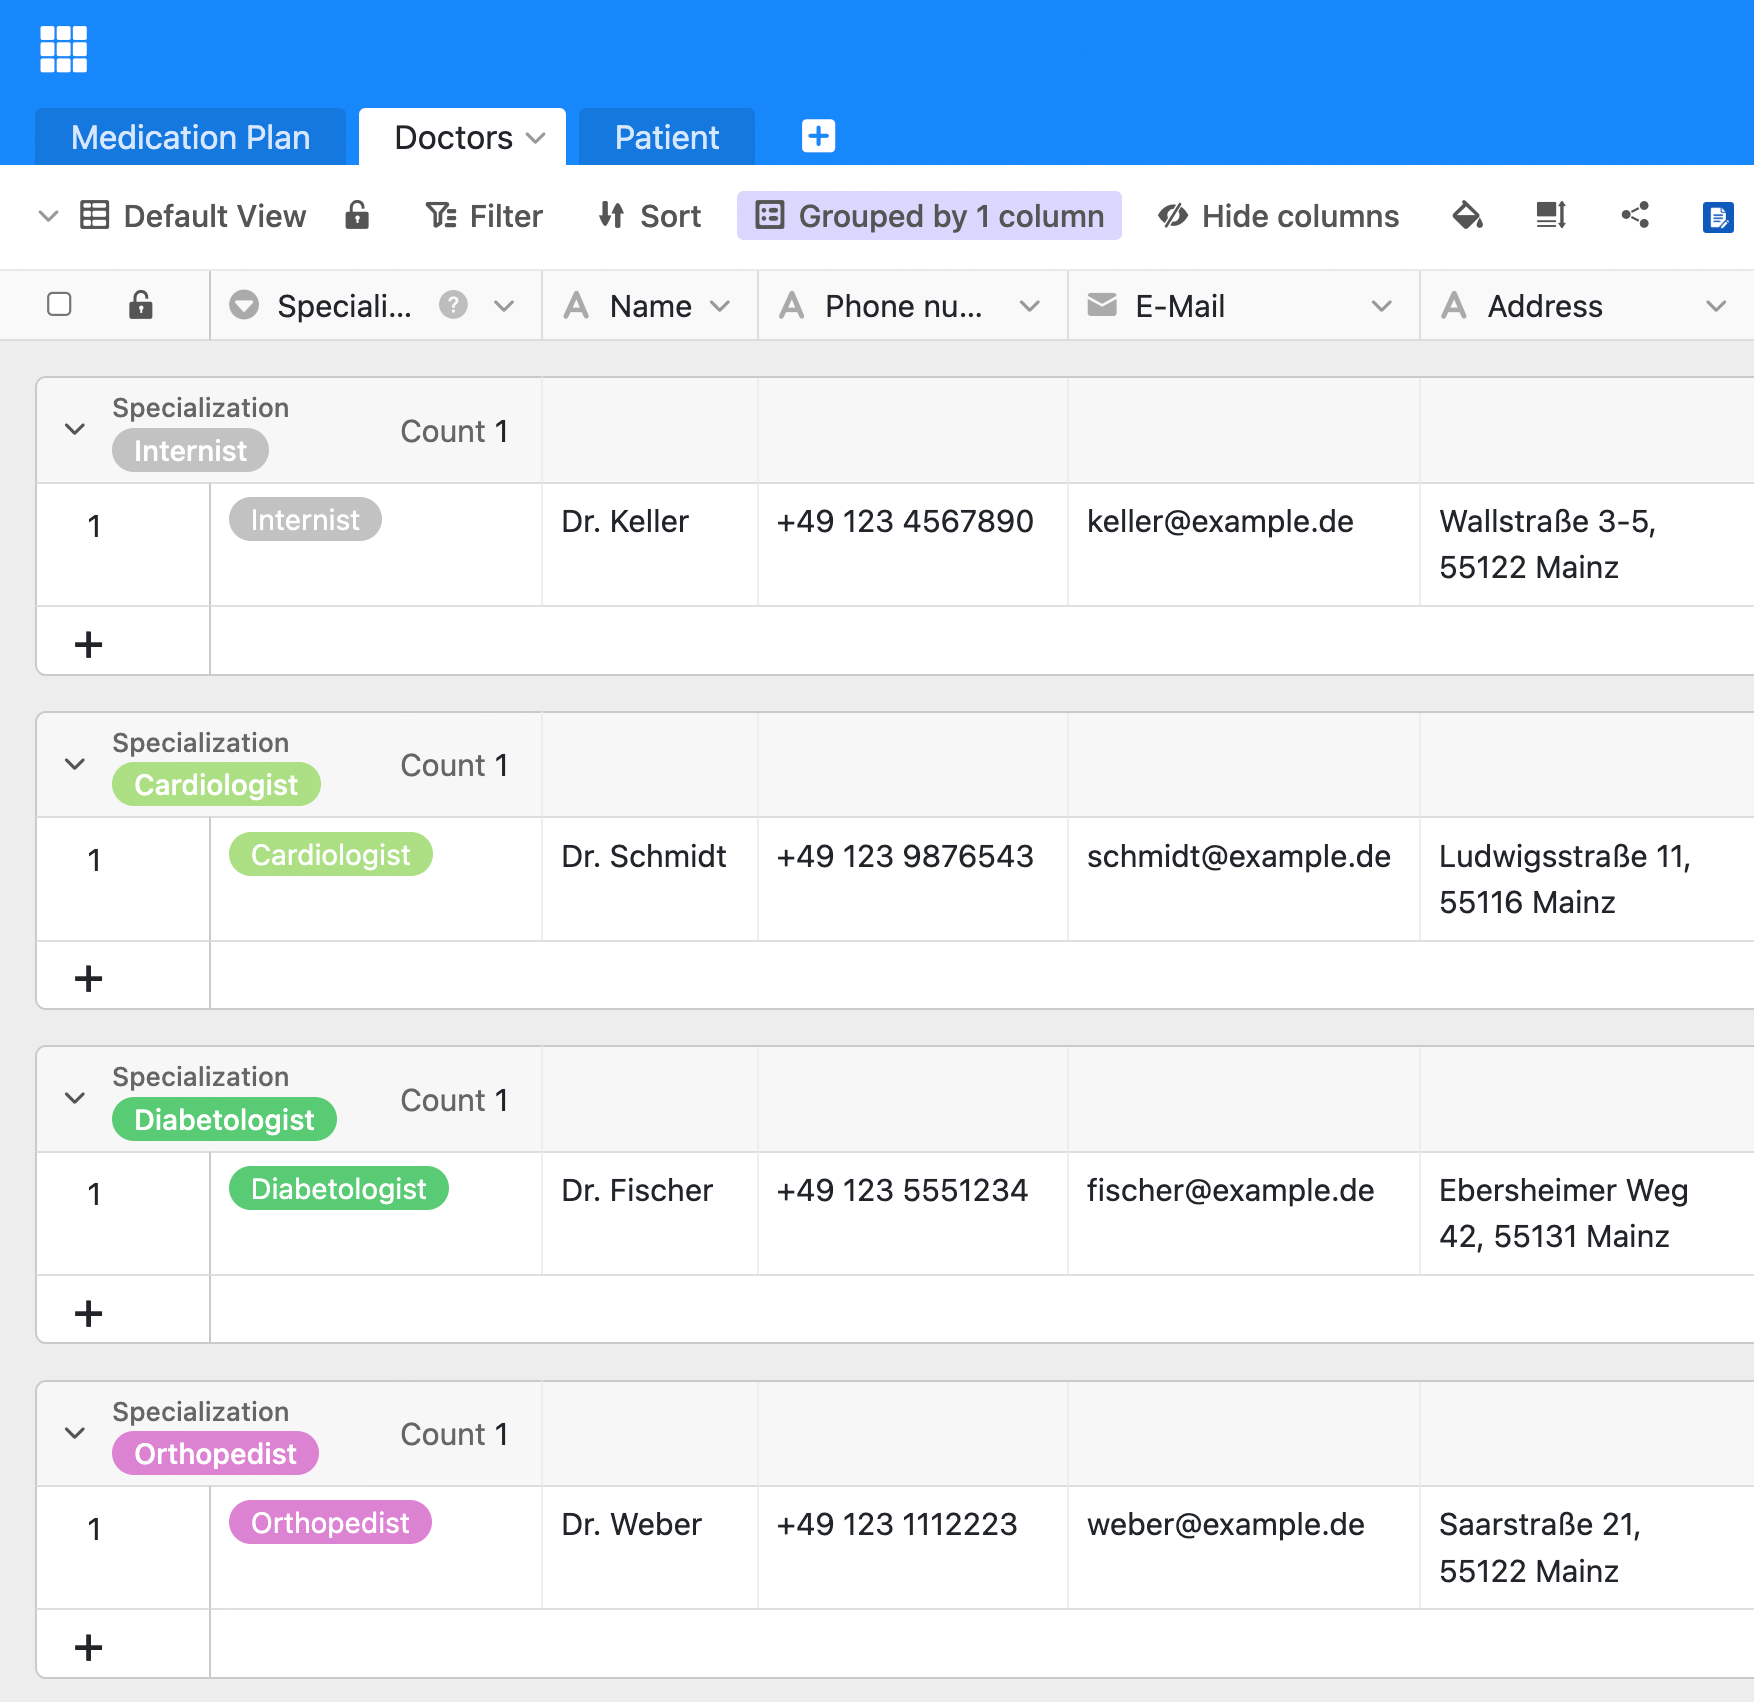 Medication Plan Doctors Patient
Default View Filter Sort Grouped by 1 column Hide columns
Speciali... ? Name Phone nu... E-Mail Address
Specialization
Internist Count 1
1 Internist Dr. Keller +49 123 4567890 keller@example.de Wallstraße 3-5,
55122 Mainz
+
Specialization
Cardiologist Count 1
1 Cardiologist Dr. Schmidt +49 123 9876543 schmidt@example.de Ludwigsstraße 11,
55116 Mainz
+
Specialization
Diabetologist Count 1
1 Diabetologist Dr. Fischer +49 123 5551234 fischer@example.de Ebersheimer Weg
42, 55131 Mainz
+
Specialization
Orthopedist Count 1
1 Orthopedist Dr. Weber +49 123 1112223 weber@example.de Saarstraße 21,
55122 Mainz
+